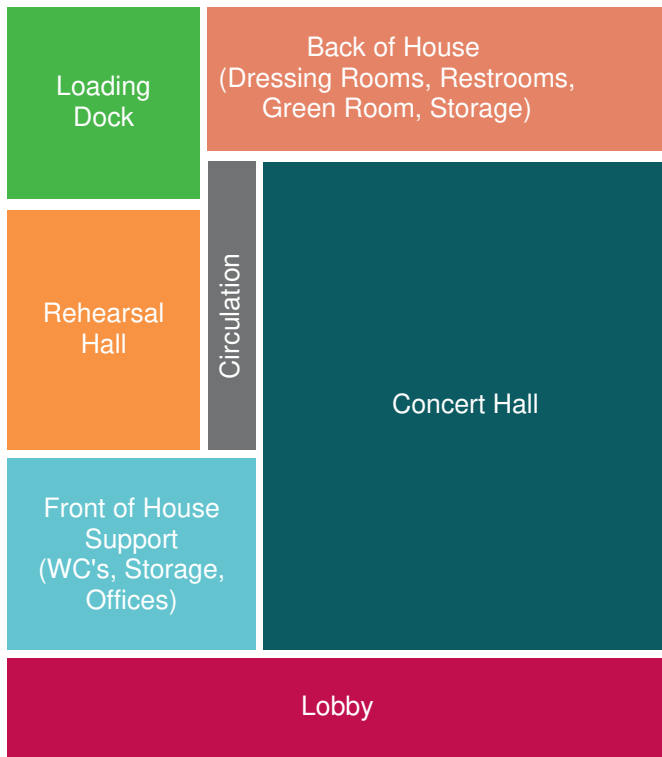 Loading
Dock
Back of House
(Dressing Rooms, Restrooms,
Green Room, Storage)
Rehearsal
Hall
Circulation
Concert Hall
Front of House
Support
(WC's, Storage,
Offices)
Lobby